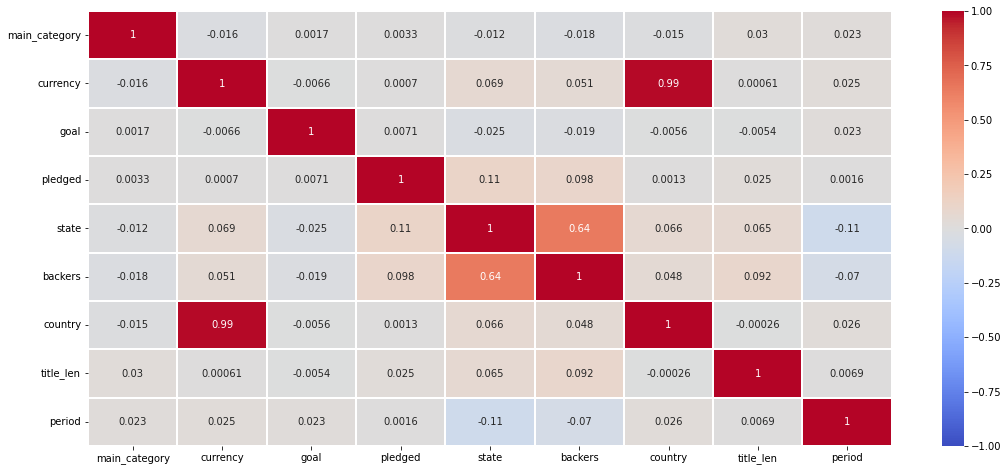 main_category 1 -0.016 0.0017 0.0033 -0.012 -0.018 -0.015 0.03 0.023
currency -0.016 1 -0.0066 0.0007 0.069 0.051 0.99 0.00061 0.025
goal 0.0017 -0.0066 1 0.0071 -0.025 -0.019 -0.0056 -0.0054 0.023
pledged 0.0033 0.0007 0.0071 1 0.11 0.098 0.0013 0.025 0.0016
state -0.012 0.069 -0.025 0.11 1 0.64 0.066 0.065 -0.11
backers -0.018 0.051 -0.019 0.098 0.64 1 0.048 0.092 -0.07
country -0.015 0.99 -0.0056 0.0013 0.066 0.048 1 -0.00026 0.026
title_len 0.03 0.00061 -0.0054 0.025 0.065 0.092 -0.00026 1 0.0069
period 0.023 0.025 0.023 0.0016 -0.11 -0.07 0.026 0.0069 1
main_category currency goal pledged state backers country title_len period
1.00
0.75
0.50
0.25
0.00
−0.25
−0.50
−0.75
−1.00